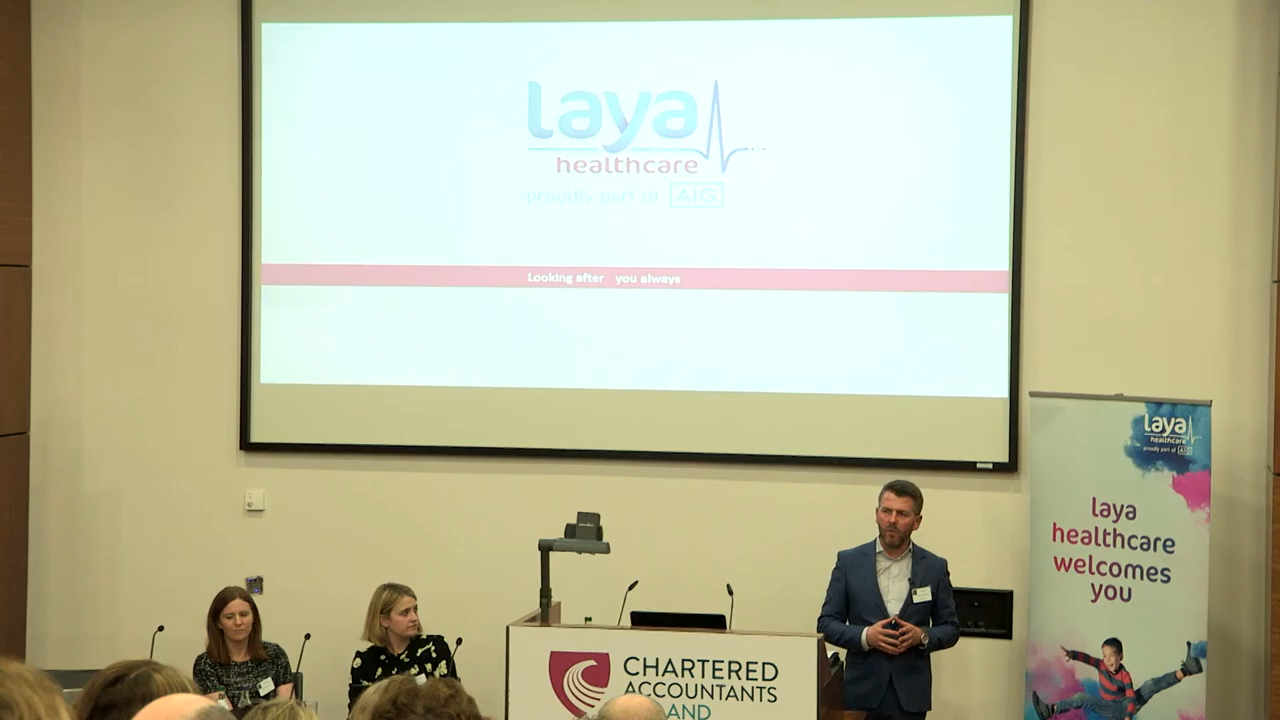 laya
healthcare
proudly part of AIG
Looking after you always
laya
healthcare
proudly part of AIG
laya
healthcare
welcomes
you
CHARTERED
ACCOUNTANTS
AND